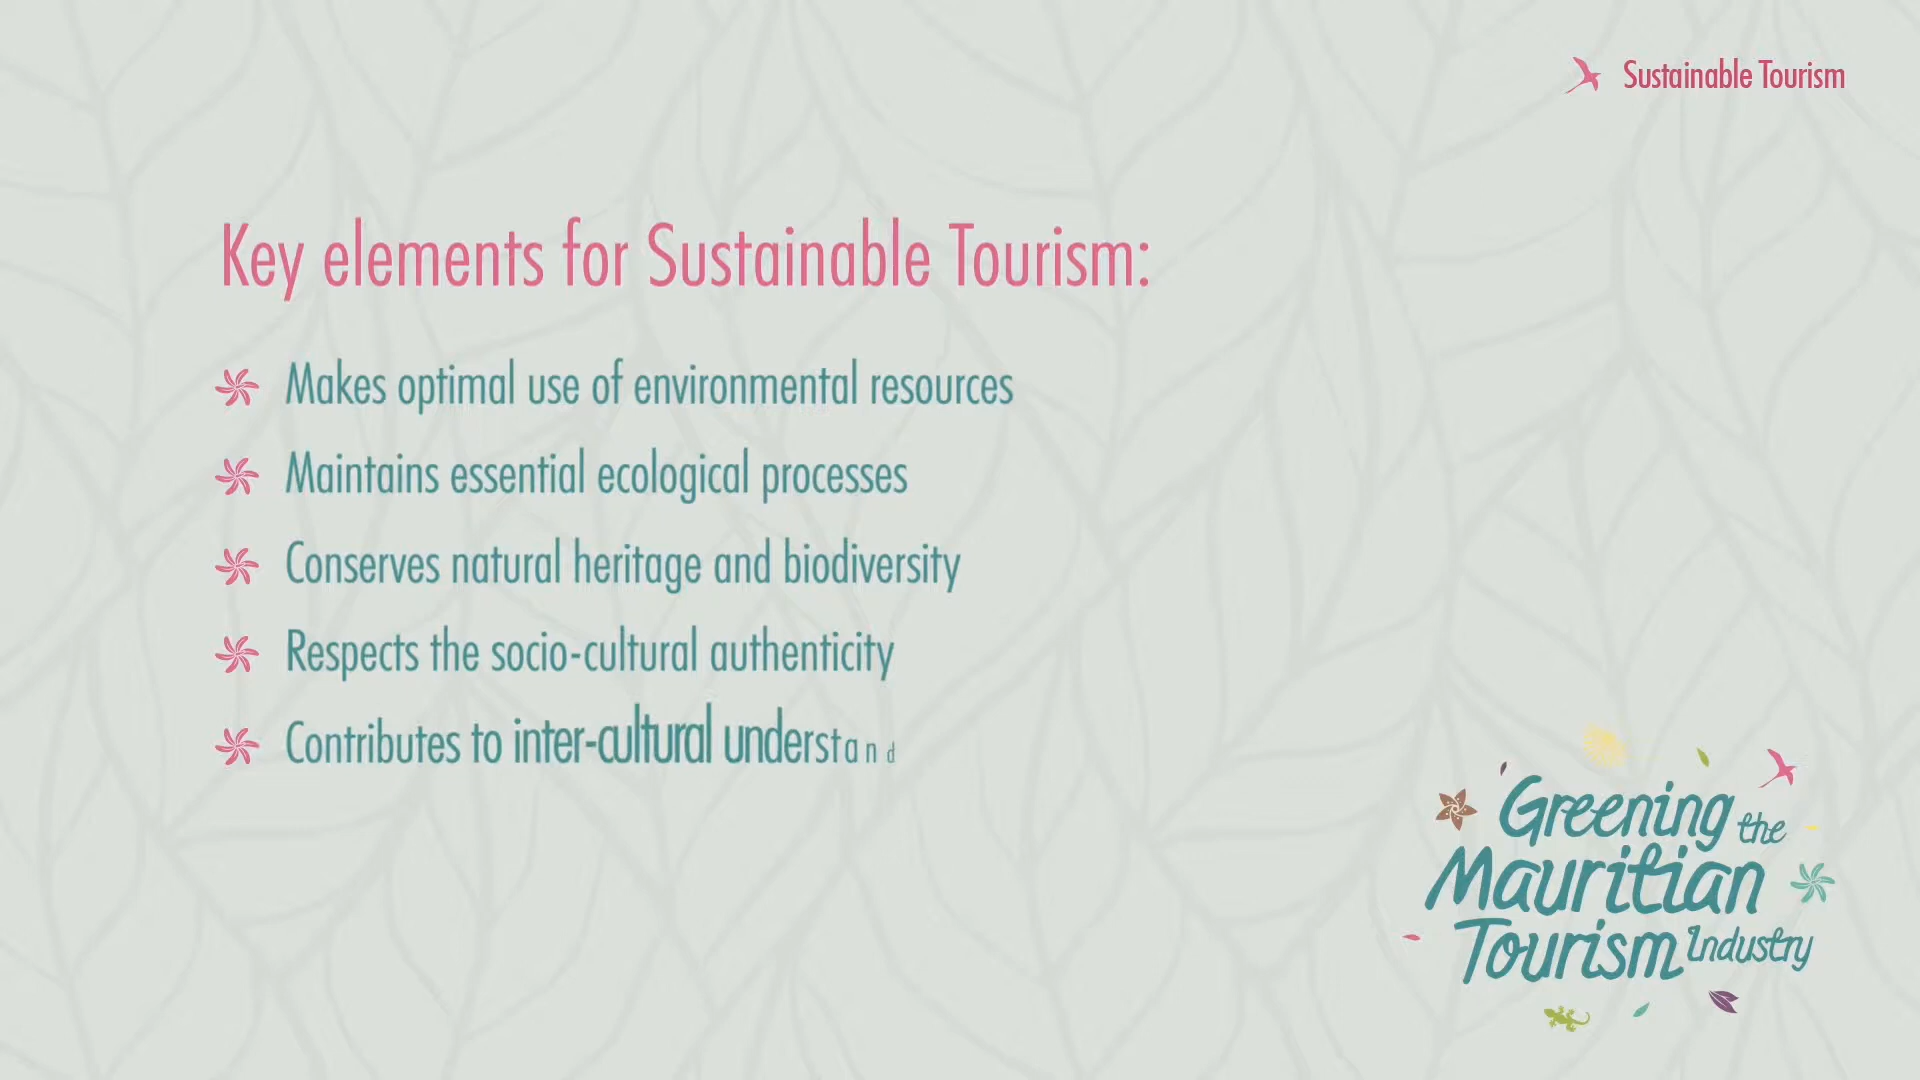 Sustainable Tourism
Key elements for Sustainable Tourism:
Makes optimal use of environmental resources
Maintains essential ecological processes
Conserves natural heritage and biodiversity
Respects the socio-cultural authenticity
Contributes to inter-cultural understand
Greening the
Mauritian
Tourism Industry